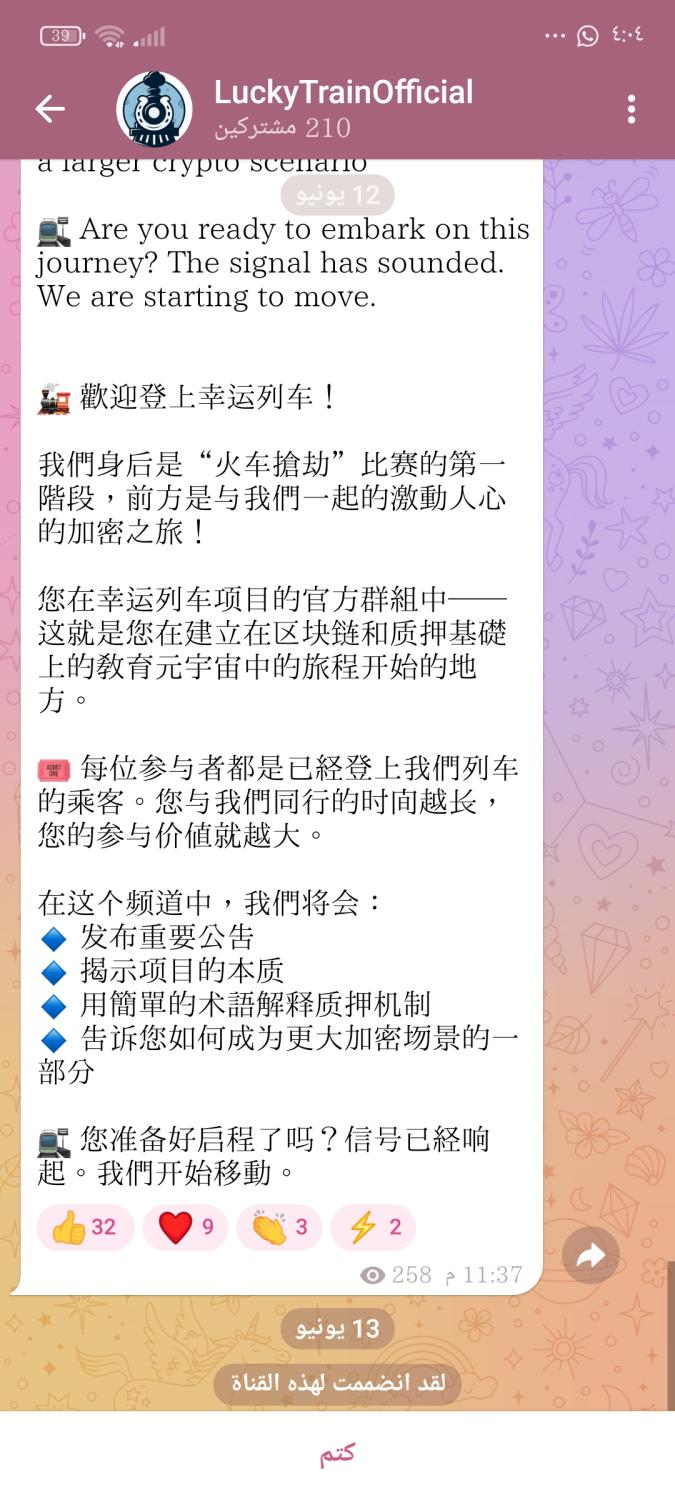 39
٤:٠٤
LuckyTrainOfficial
210 مشتركين
a larger crypto scenario
12 يونيو
Are you ready to embark on this
journey? The signal has sounded.
We are starting to move.
歡迎登上幸运列车！
我們身后是“火车搶劫”比赛的第一
階段，前方是与我們一起的激動人心
的加密之旅！
您在幸运列车项目的官方群組中——
这就是您在建立在区块链和质押基礎
上的教育元宇宙中的旅程开始的地
方。
ADMIT ONE
每位参与者都是已經登上我們列车
的乘客。您与我們同行的时间越长，
您的参与价值就越大。
在这个频道中，我們将会：
发布重要公告
揭示项目的本质
用簡單的术語解释质押机制
告诉您如何成为更大加密场景的一
部分
您准备好启程了吗？信号已經响
起。我們开始移動。
32
9
3
2
258
11:37 م
13 يونيو
لقد انضممت لهذه القناة
كتم